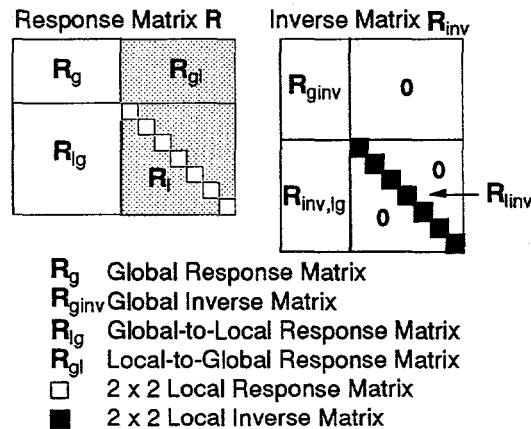 Response Matrix R
Inverse Matrix Rinv
Rg
Rgl
Rlg
Rl
Rginv
0
Rinv,lg
0
0
Rlinv
Rg Global Response Matrix
Rginv Global Inverse Matrix
Rlg Global-to-Local Response Matrix
Rgl Local-to-Global Response Matrix
2 x 2 Local Response Matrix
2 x 2 Local Inverse Matrix